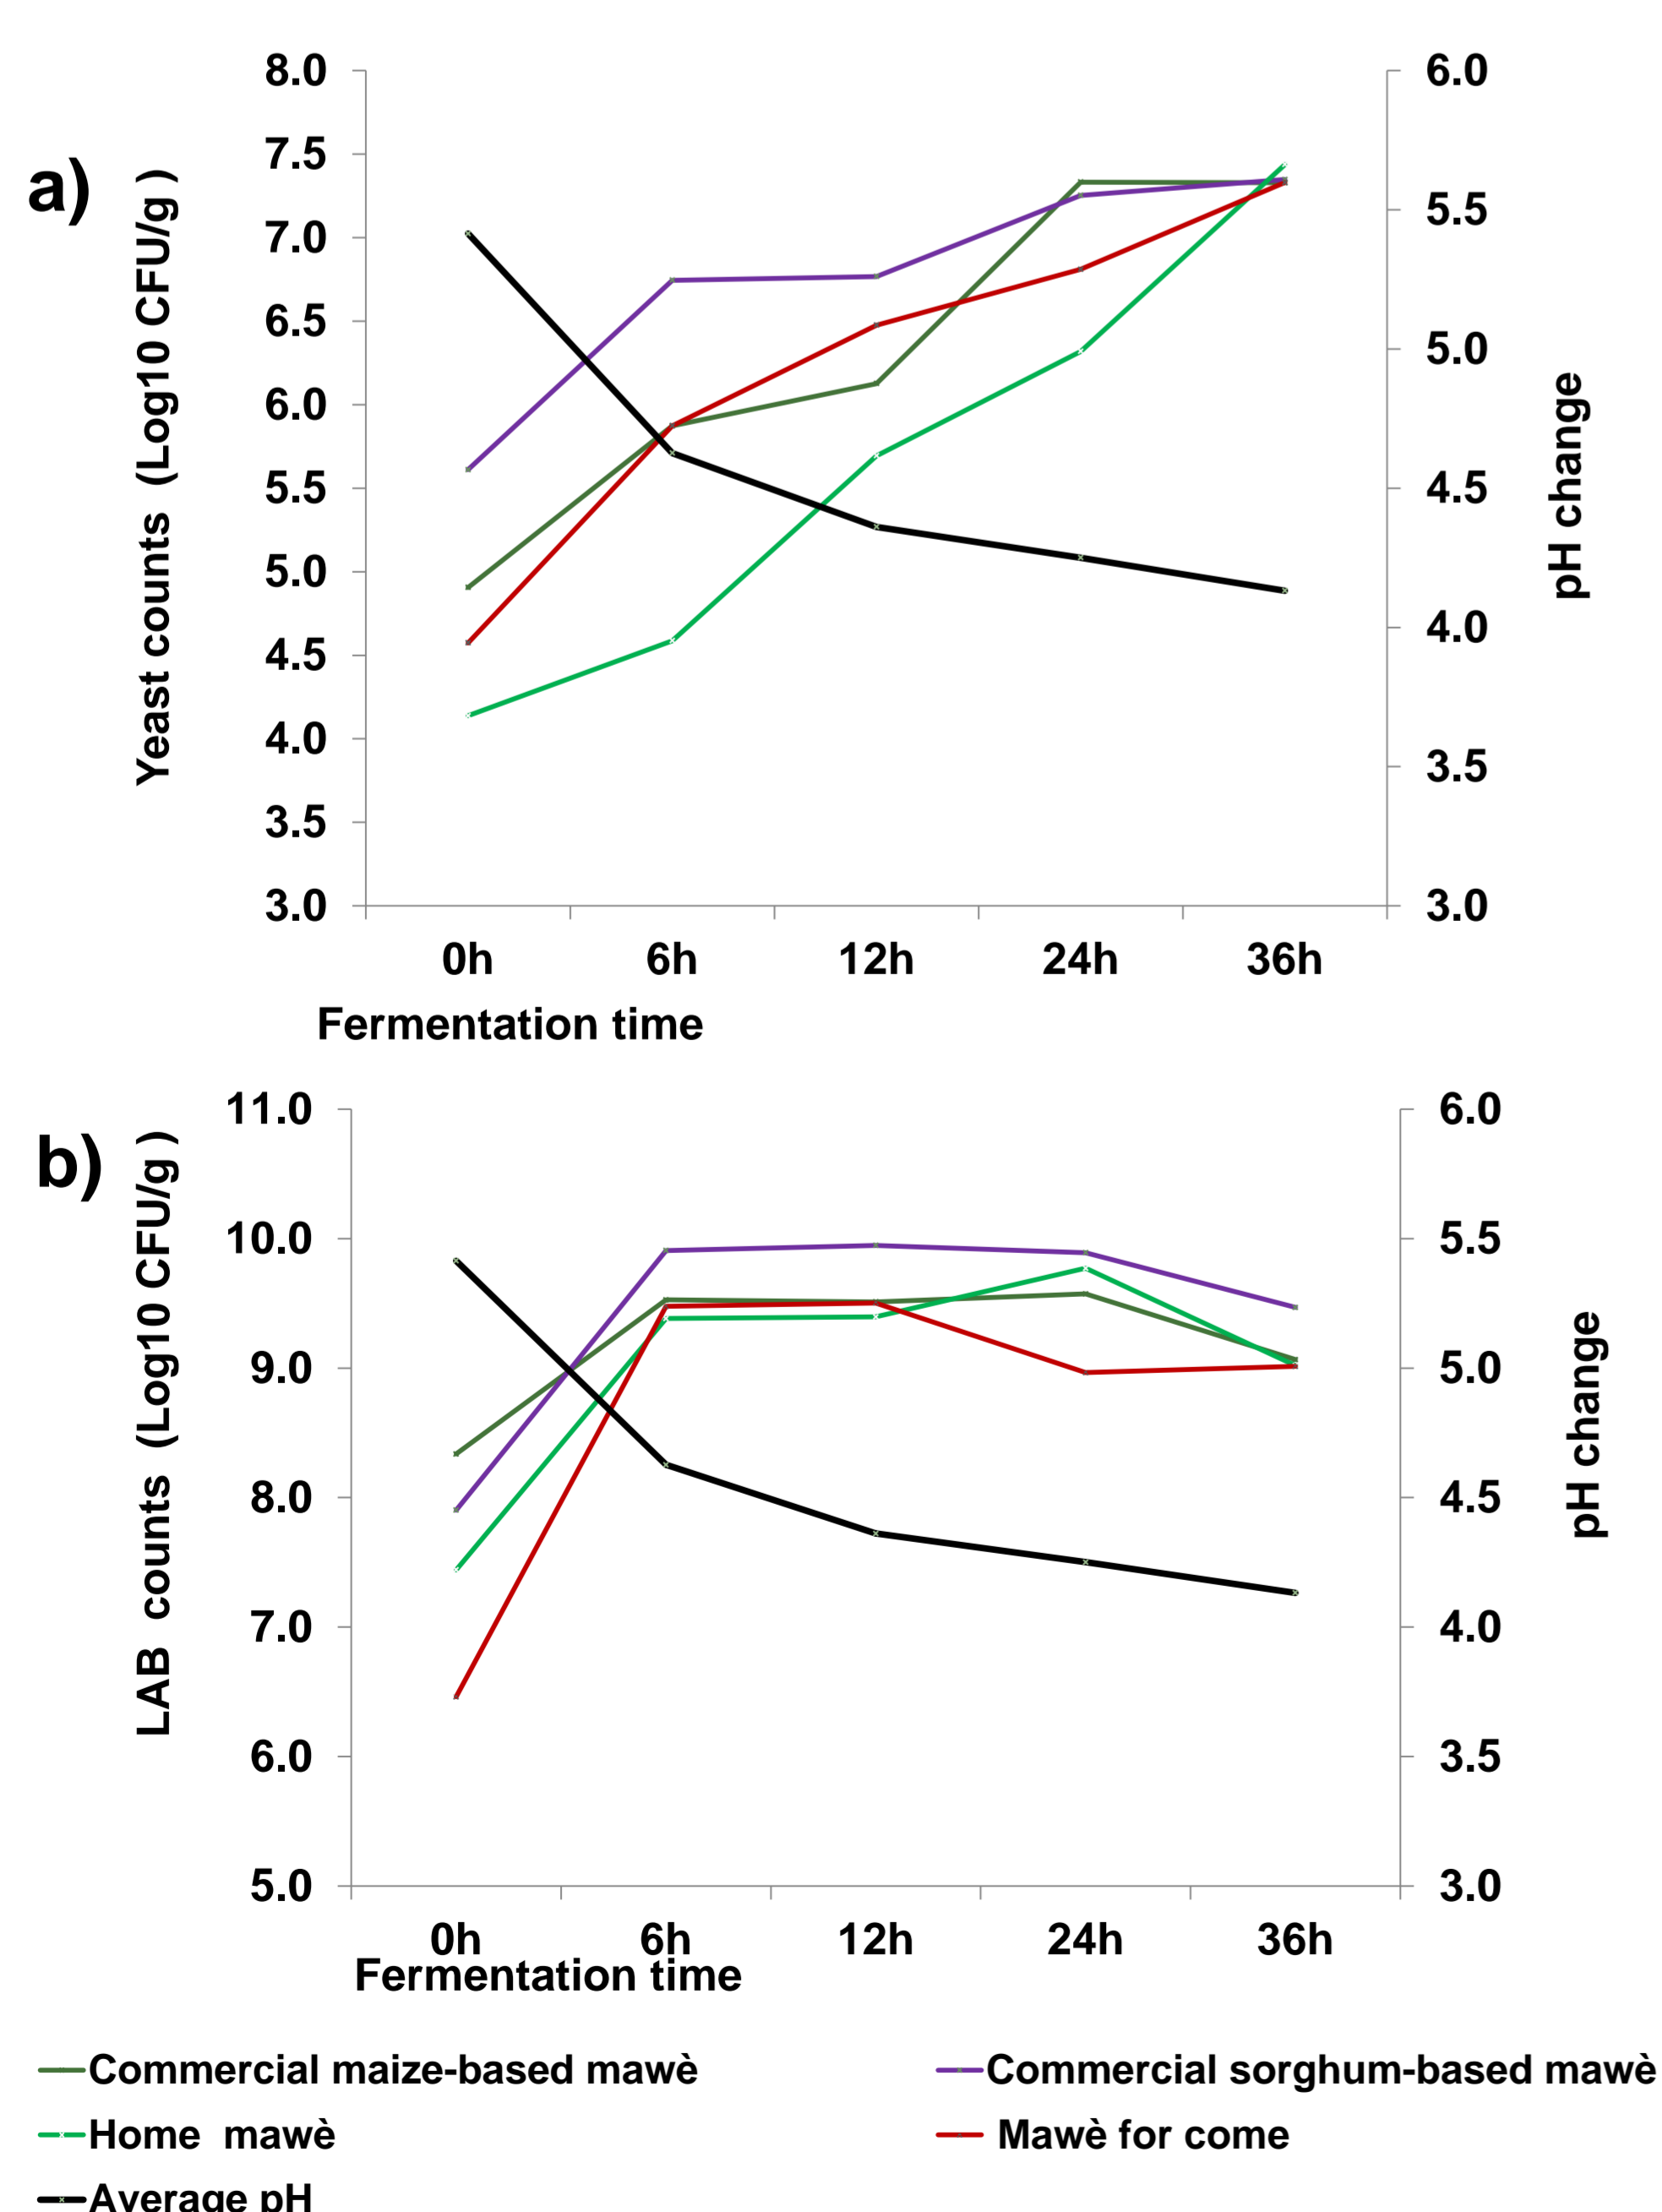 a)
Yeast counts (Log10 CFU/g )
8.0
7.5
7.0
6.5
6.0
5.5
5.0
4.5
4.0
3.5
3.0
6.0
5.5
5.0
4.5
4.0
3.5
3.0
pH change
0h 6h 12h 24h 36h
Fermentation time
b)
LAB counts (Log10 CFU/g )
11.0
10.0
9.0
8.0
7.0
6.0
5.0
6.0
5.5
5.0
4.5
4.0
3.5
3.0
pH change
0h 6h 12h 24h 36h
Fermentation time
Commercial maize-based mawè
Commercial sorghum-based mawè
Home mawè
Mawè for come
Average pH